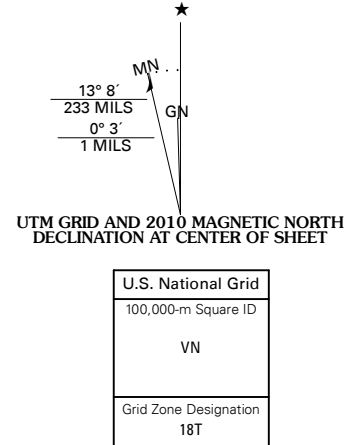 ★
MN
13° 8´
233 MILS
GN
0° 3´
1 MILS
UTM GRID AND 2010 MAGNETIC NORTH
DECLINATION AT CENTER OF SHEET
U.S. National Grid
100,000-m Square ID
VN
Grid Zone Designation
18T